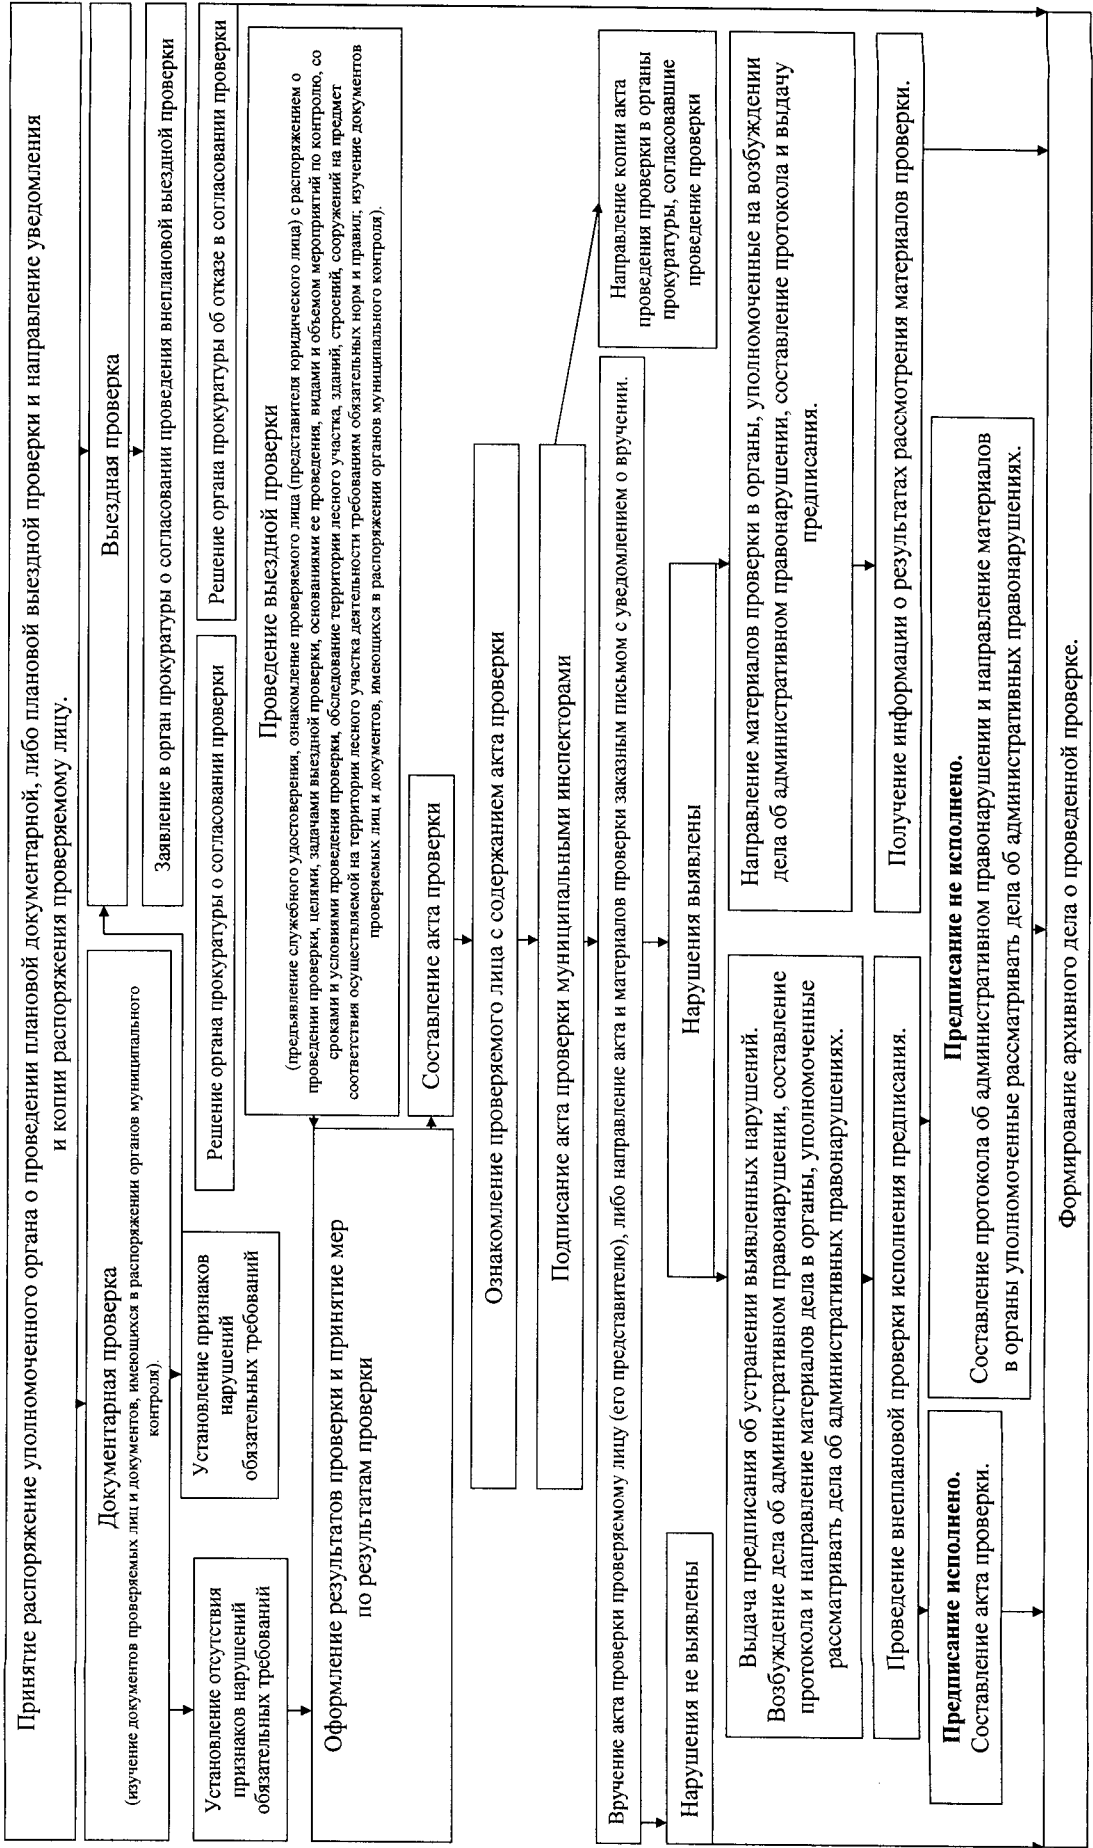 Принятие распоряжение уполномоченного органа о проведении плановой документарной, либо плановой выездной проверки и направление уведомления
и копии распоряжения проверяемому лицу.
Документарная проверка
(изучение документов проверяемых лиц и документов, имеющихся в распоряжении органов муниципального
контроля).
Выездная проверка
Заявление в орган прокуратуры о согласовании проведения внеплановой выездной проверки
Установление отсутствия
признаков нарушений
обязательных требований
Установление признаков
нарушений
обязательных требований
Решение органа прокуратуры о согласовании проверки
Решение органа прокуратуры об отказе в согласовании проверки
Проведение выездной проверки
(предъявление служебного удостоверения, ознакомление проверяемого лица (представителя юридического лица) с распоряжением о
проведении проверки, целями, задачами выездной проверки, основаниями ее проведения, видами и объемом мероприятий по контролю, со
сроками и условиями проведения проверки, обследование территории лесного участка, зданий, строений, сооружений на предмет
соответствия осуществляемой на территории лесного участка деятельности требованиям обязательных норм и правил; изучение документов
проверяемых лиц и документов, имеющихся в распоряжении органов муниципального контроля).
Оформление результатов проверки и принятие мер
по результатам проверки
Составление акта проверки
Ознакомление проверяемого лица с содержанием акта проверки
Подписание акта проверки муниципальными инспекторами
Вручение акта проверки проверяемому лицу (его представителю), либо направление акта и материалов проверки заказным письмом с уведомлением о вручении.
Направление копии акта
проведения проверки в органы
прокуратуры, согласовавшие
проведение проверки
Нарушения не выявлены
Нарушения выявлены
Выдача предписания об устранении выявленных нарушений.
Возбуждение дела об административном правонарушении, составление
протокола и направление материалов дела в органы, уполномоченные
рассматривать дела об административных правонарушениях.
Направление материалов проверки в органы, уполномоченные на возбуждении
дела об административном правонарушении, составление протокола и выдачу
предписания.
Проведение внеплановой проверки исполнения предписания.
Получение информации о результатах рассмотрения материалов проверки.
Предписание исполнено.
Составление акта проверки.
Предписание не исполнено.
Составление протокола об административном правонарушении и направление материалов
в органы уполномоченные рассматривать дела об административных правонарушениях.
Формирование архивного дела о проведенной проверке.